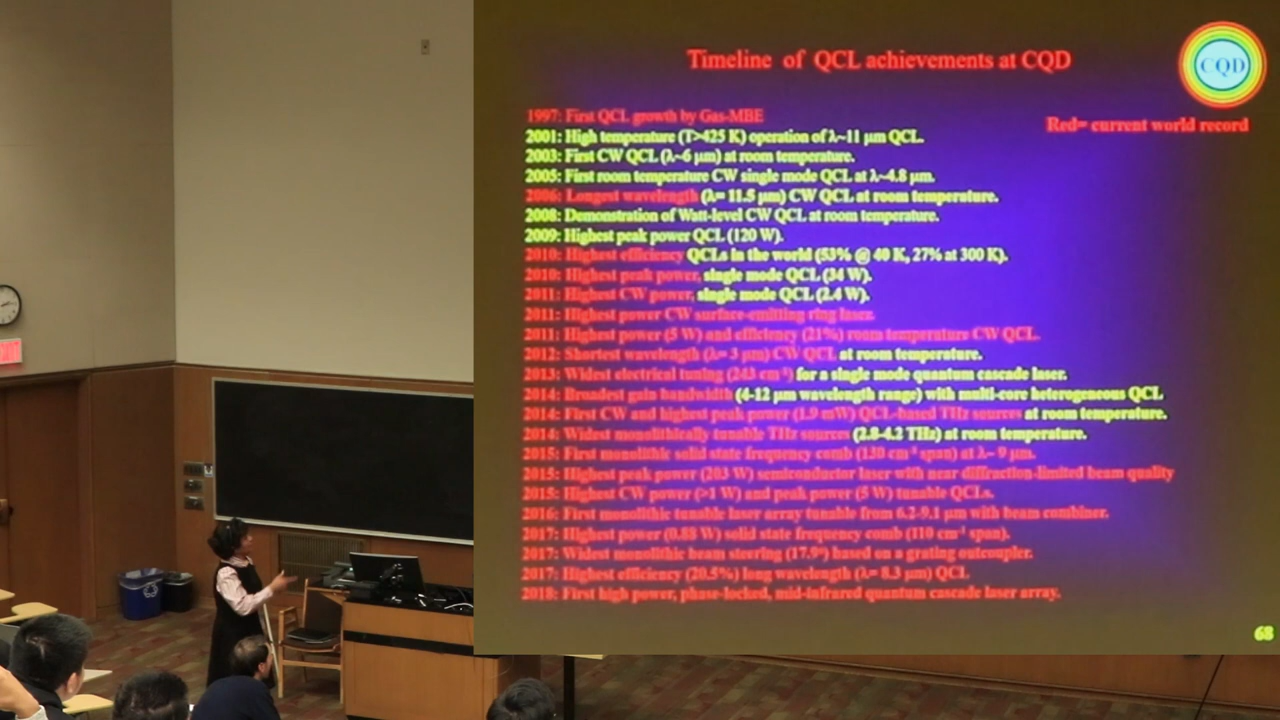 Timeline of QCL achievements at CQD
CQD
Red= current world record
1997: First QCL growth by Gas-MBE
2001: High temperature (T>425 K) operation of λ~11 μm QCL.
2003: First CW QCL (λ~6 μm) at room temperature.
2005: First room temperature CW single mode QCL at λ~4.8 μm.
2006: Longest wavelength (λ= 11.5 μm) CW QCL at room temperature.
2008: Demonstration of Watt-level CW QCL at room temperature.
2009: Highest peak power QCL (120 W).
2010: Highest efficiency QCLs in the world (53% @ 40 K, 27% at 300 K).
2010: Highest peak power, single mode QCL (34 W).
2011: Highest CW power, single mode QCL (2.4 W).
2011: Highest power CW surface-emitting ring laser.
2011: Highest power (5 W) and efficiency (21%) room temperature CW QCL.
2012: Shortest wavelength (λ= 3 μm) CW QCL at room temperature.
2013: Widest electrical tuning (243 cm⁻¹) for a single mode quantum cascade laser.
2014: Broadest gain bandwidth (4-12 μm wavelength range) with multi-core heterogeneous QCL
2014: First CW and highest peak power (1.9 mW) QCL-based THz sources at room temperature.
2014: Widest monolithically tunable THz sources (2.8-4.2 THz) at room temperature.
2015: First monolithic solid state frequency comb (130 cm⁻¹ span) at λ~ 9 μm.
2015: Highest peak power (203 W) semiconductor laser with near diffraction-limited beam quality
2015: Highest CW power (>1 W) and peak power (5 W) tunable QCLs.
2016: First monolithic tunable laser array tunable from 6.2-9.1 μm with beam combiner.
2017: Highest power (0.88 W) solid state frequency comb (110 cm⁻¹ span).
2017: Widest monolithic beam steering (17.9°) based on a grating outcoupler.
2017: Highest efficiency (20.5%) long wavelength (λ= 8.3 μm) QCL
2018: First high power, phase-locked, mid-infrared quantum cascade laser array.
68